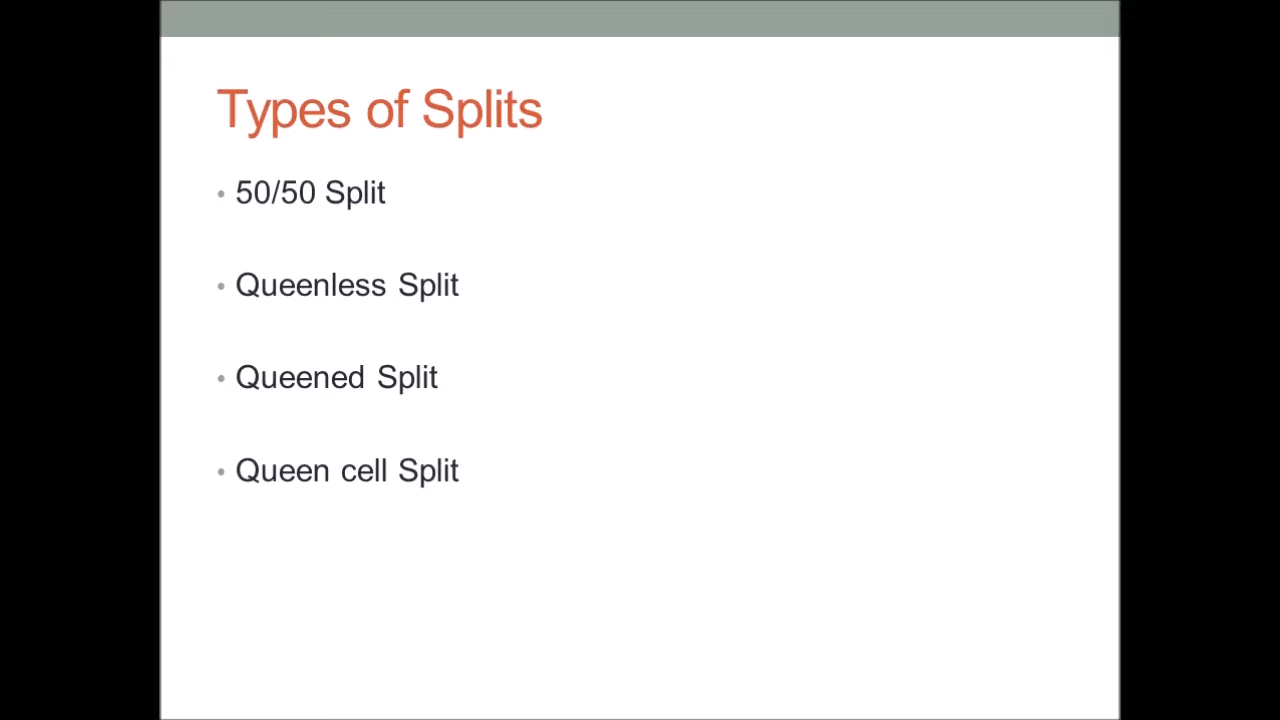 Types of Splits
• 50/50 Split
• Queenless Split
• Queened Split
• Queen cell Split